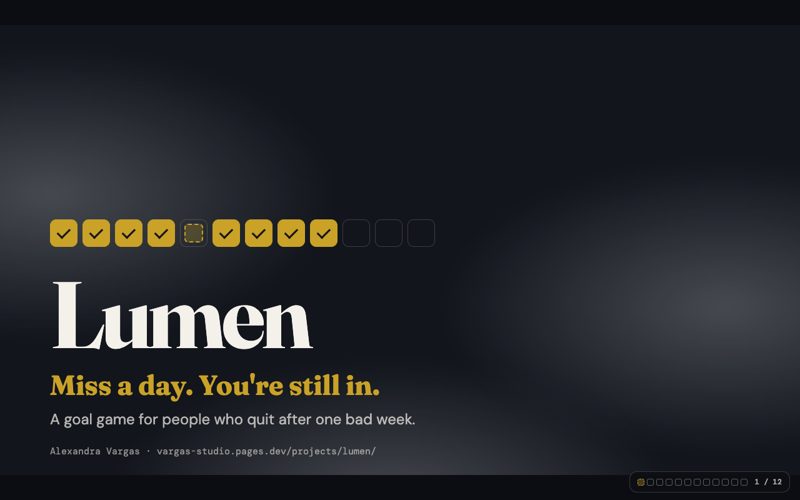 Lumen
Miss a day. You're still in.
A goal game for people who quit after one bad week.
Alexandra Vargas · vargas-studio.pages.dev/projects/lumen/
1 / 12